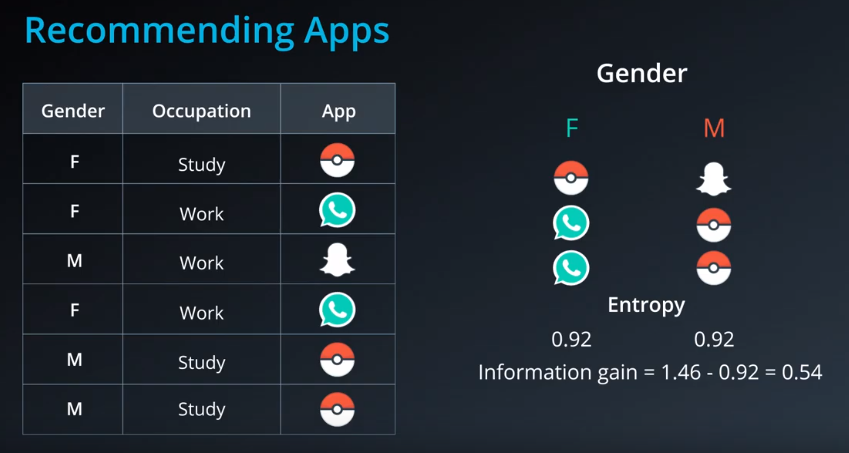 Recommending Apps
Gender Occupation App
F Study
F Work
M Work
F Work
M Study
M Study
Gender
F M
Entropy
0.92 0.92
Information gain = 1.46 - 0.92 = 0.54